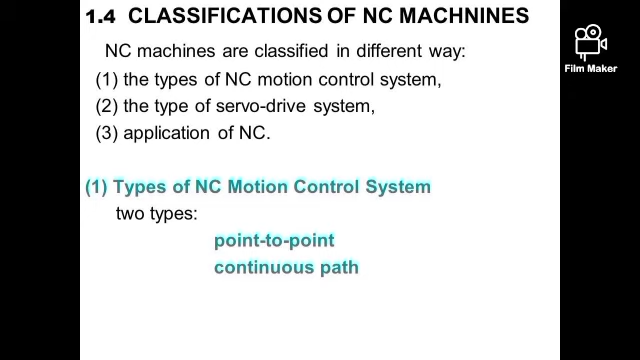 1.4 CLASSIFICATIONS OF NC MACHNINES
NC machines are classified in different way:
(1) the types of NC motion control system,
(2) the type of servo-drive system,
(3) application of NC.
(1) Types of NC Motion Control System
two types:
point-to-point
continuous path
Film Maker